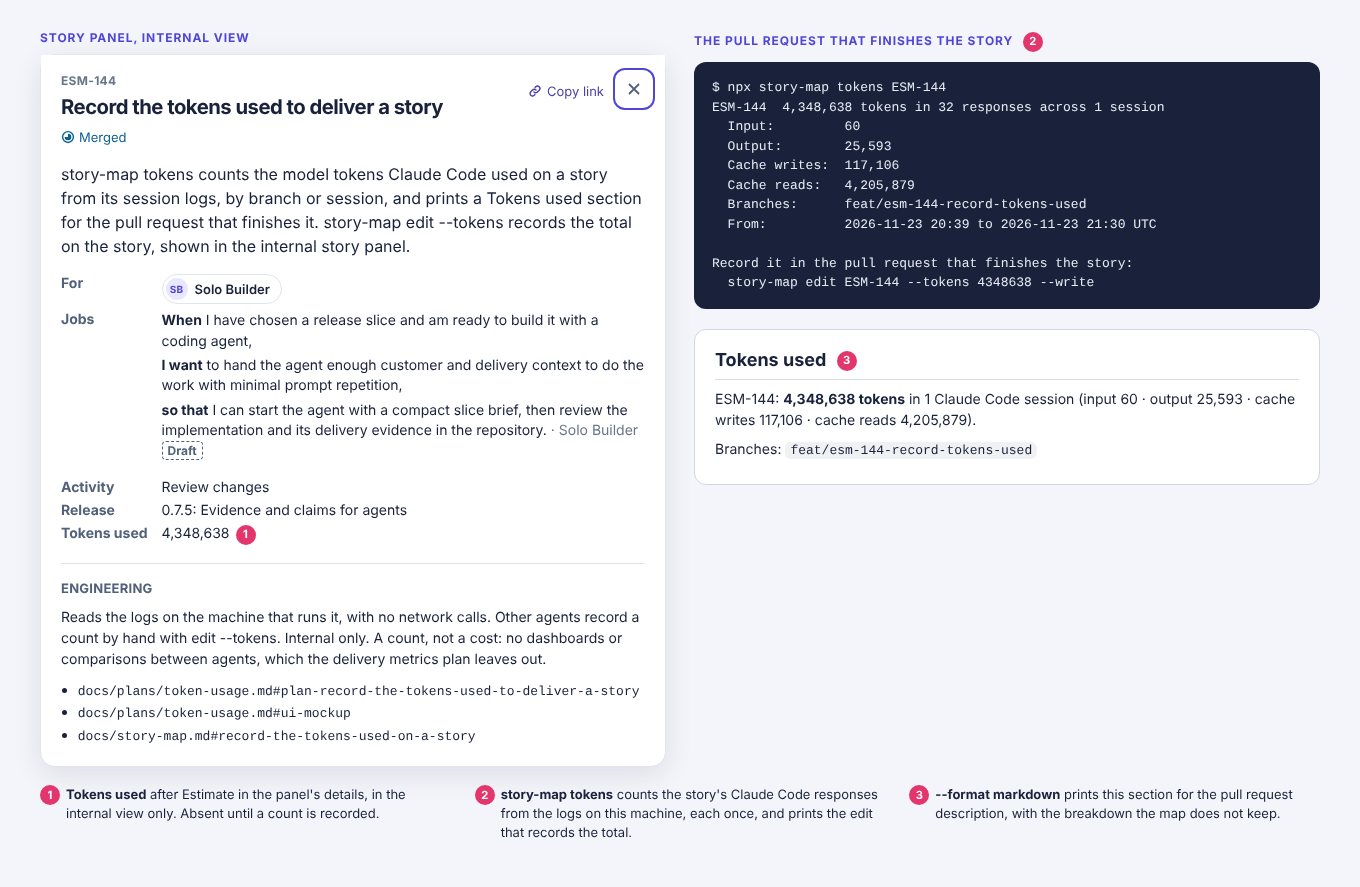 STORY PANEL, INTERNAL VIEW
ESM-144
Record the tokens used to deliver a story
Copy link
Merged
story-map tokens counts the model tokens Claude Code used on a story
from its session logs, by branch or session, and prints a Tokens used section
for the pull request that finishes it. story-map edit --tokens records the total
on the story, shown in the internal story panel.
For
SB Solo Builder
Jobs
When I have chosen a release slice and am ready to build it with a
coding agent,
I want to hand the agent enough customer and delivery context to do the
work with minimal prompt repetition,
so that I can start the agent with a compact slice brief, then review the
implementation and its delivery evidence in the repository. · Solo Builder
Draft
Activity Review changes
Release 0.7.5: Evidence and claims for agents
Tokens used 4,348,638 1
ENGINEERING
Reads the logs on the machine that runs it, with no network calls. Other agents record a
count by hand with edit --tokens. Internal only. A count, not a cost: no dashboards or
comparisons between agents, which the delivery metrics plan leaves out.
• docs/plans/token-usage.md#plan-record-the-tokens-used-to-deliver-a-story
• docs/plans/token-usage.md#ui-mockup
• docs/story-map.md#record-the-tokens-used-on-a-story
THE PULL REQUEST THAT FINISHES THE STORY 2
$ npx story-map tokens ESM-144
ESM-144  4,348,638 tokens in 32 responses across 1 session
Input: 60
Output: 25,593
Cache writes: 117,106
Cache reads: 4,205,879
Branches: feat/esm-144-record-tokens-used
From: 2026-11-23 20:39 to 2026-11-23 21:30 UTC
Record it in the pull request that finishes the story:
story-map edit ESM-144 --tokens 4348638 --write
Tokens used 3
ESM-144: 4,348,638 tokens in 1 Claude Code session (input 60 · output 25,593 · cache
writes 117,106 · cache reads 4,205,879).
Branches: feat/esm-144-record-tokens-used
1 Tokens used after Estimate in the panel's details, in the
internal view only. Absent until a count is recorded.
2 story-map tokens counts the story's Claude Code responses
from the logs on this machine, each once, and prints the edit
that records the total.
3 --format markdown prints this section for the pull request
description, with the breakdown the map does not keep.